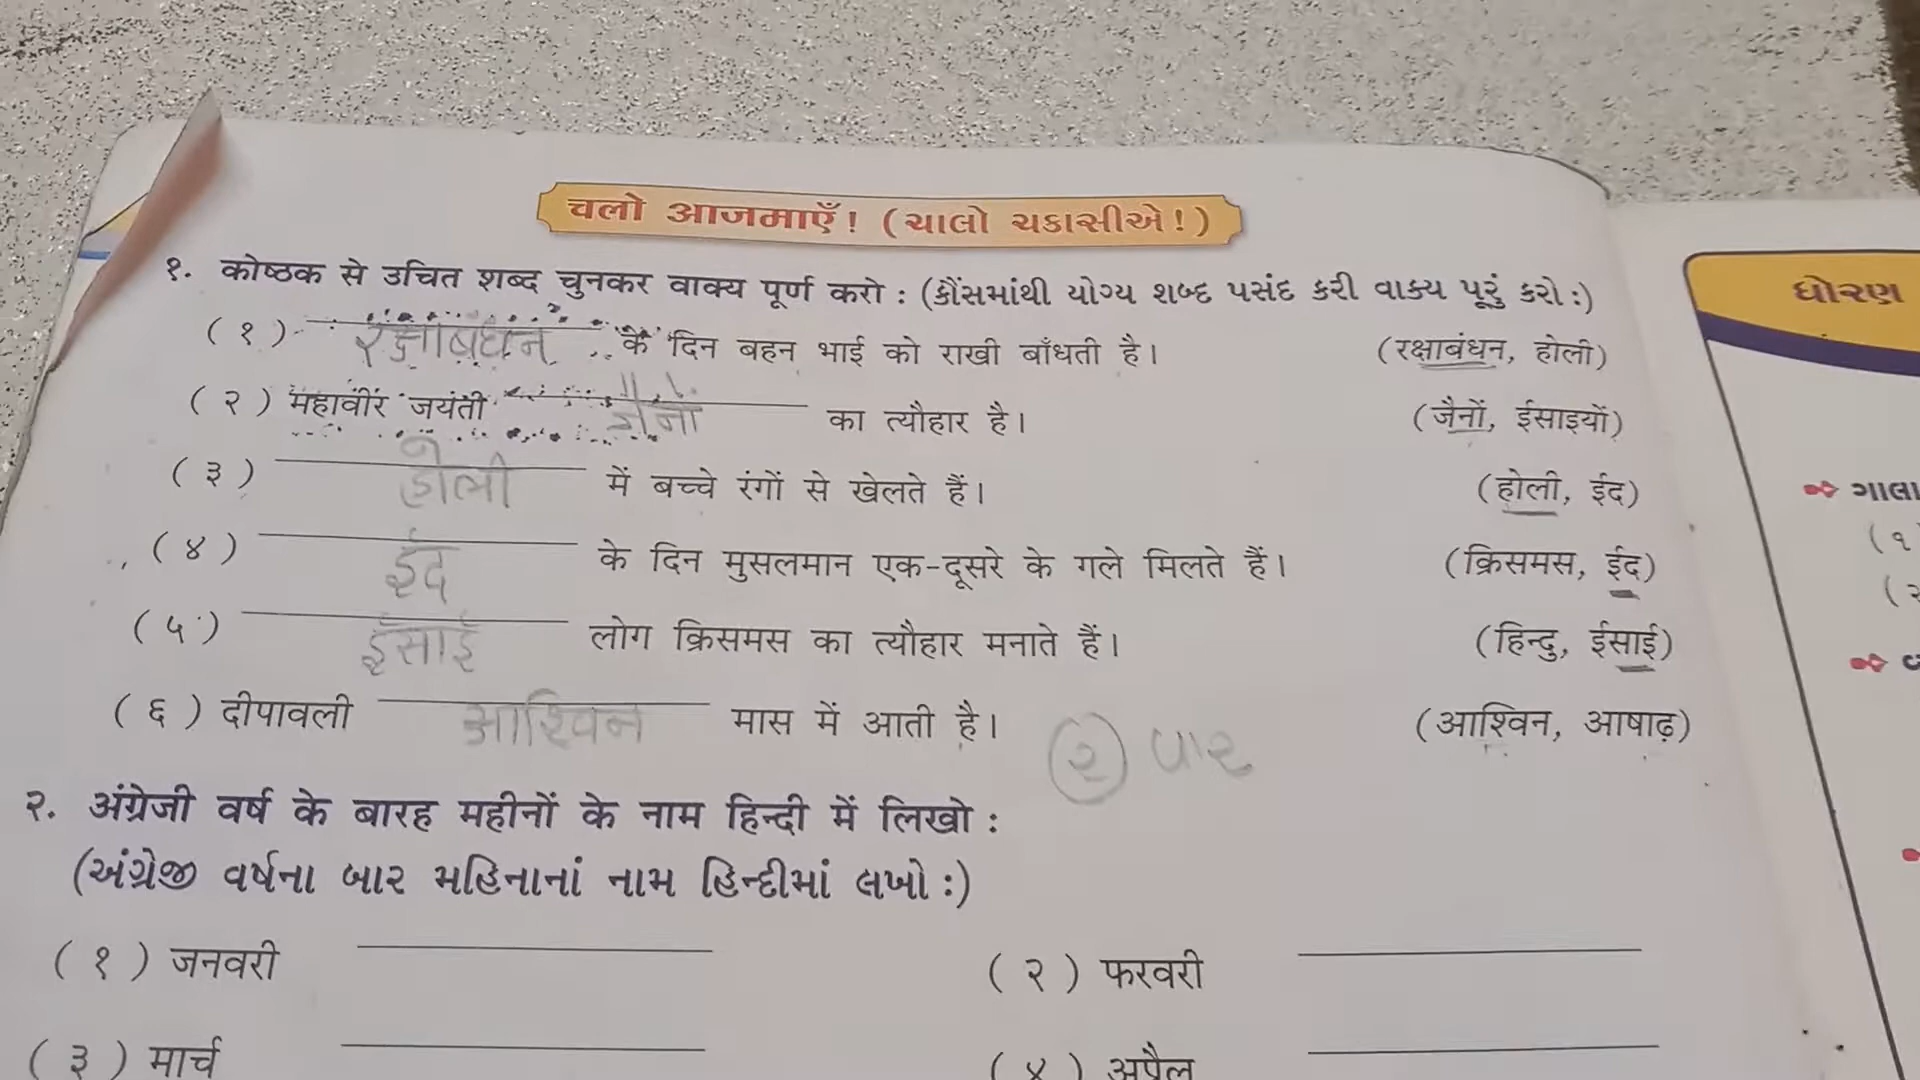 चलो आजमाएँ! (ચાલો ચકાસીએ!)
१. कोष्ठक से उचित शब्द चुनकर वाक्य पूर्ण करो : (કૌંસમાંથી યોગ્ય શબ્દ પસંદ કરી વાક્ય પૂરું કરો :)
(१) रक्षाबंधन के दिन बहन भाई को राखी बाँधती है। (रक्षाबंधन, होली)
(२) महावीर जयंती जैनों का त्यौहार है। (जैनों, ईसाइयों)
(३) होली में बच्चे रंगों से खेलते हैं। (होली, ईद)
(४) ईद के दिन मुसलमान एक-दूसरे के गले मिलते हैं। (क्रिसमस, ईद)
(५) ईसाई लोग क्रिसमस का त्यौहार मनाते हैं। (हिन्दु, ईसाई)
(६) दीपावली आश्विन मास में आती है। (आश्विन, आषाढ़)
२
२. अंग्रेजी वर्ष के बारह महीनों के नाम हिन्दी में लिखो :
(અંગ્રેજી વર્ષના બાર મહિનાનાં નામ હિન્દીમાં લખો :)
(१) जनवरी (२) फरवरी
(३) मार्च (४) अप्रैल
ધોરણ
ગાલા
(૧